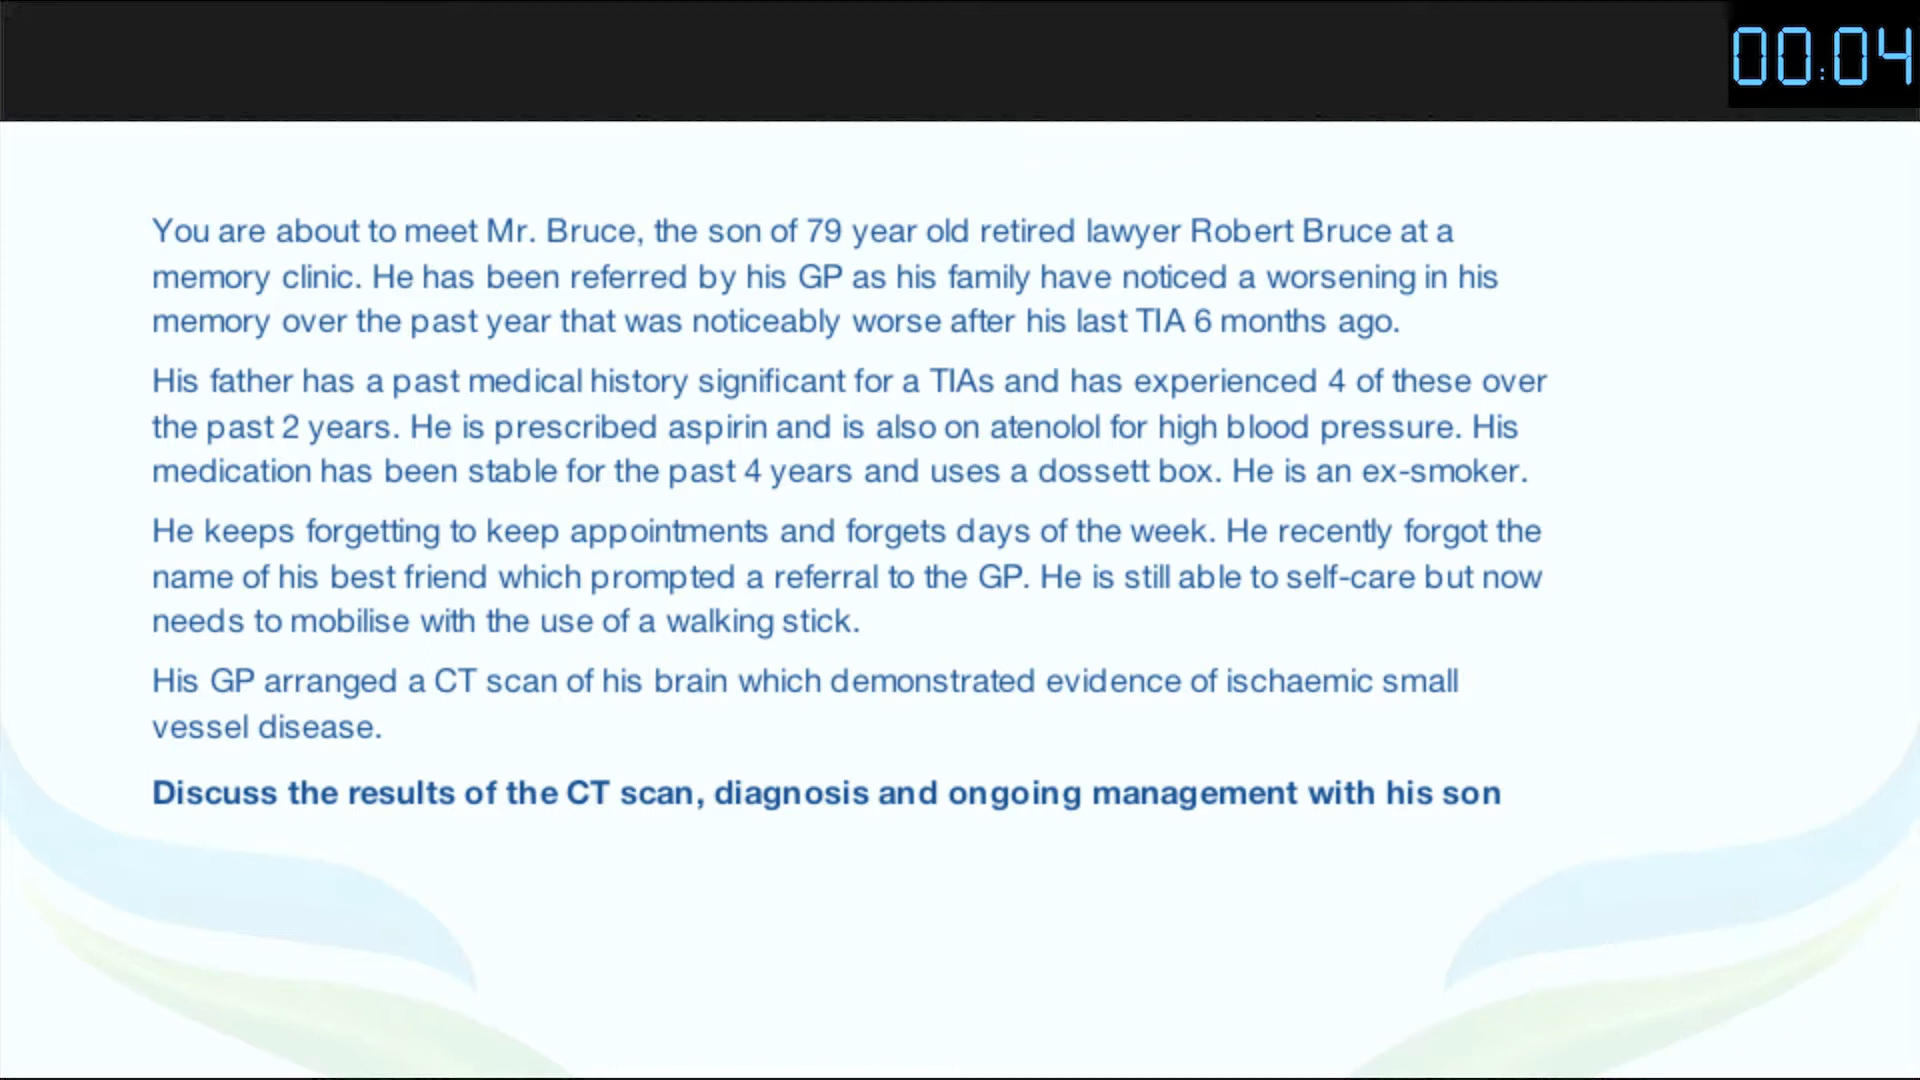 00:04
You are about to meet Mr. Bruce, the son of 79 year old retired lawyer Robert Bruce at a
memory clinic. He has been referred by his GP as his family have noticed a worsening in his
memory over the past year that was noticeably worse after his last TIA 6 months ago.
His father has a past medical history significant for a TIAs and has experienced 4 of these over
the past 2 years. He is prescribed aspirin and is also on atenolol for high blood pressure. His
medication has been stable for the past 4 years and uses a dossett box. He is an ex-smoker.
He keeps forgetting to keep appointments and forgets days of the week. He recently forgot the
name of his best friend which prompted a referral to the GP. He is still able to self-care but now
needs to mobilise with the use of a walking stick.
His GP arranged a CT scan of his brain which demonstrated evidence of ischaemic small
vessel disease.
Discuss the results of the CT scan, diagnosis and ongoing management with his son